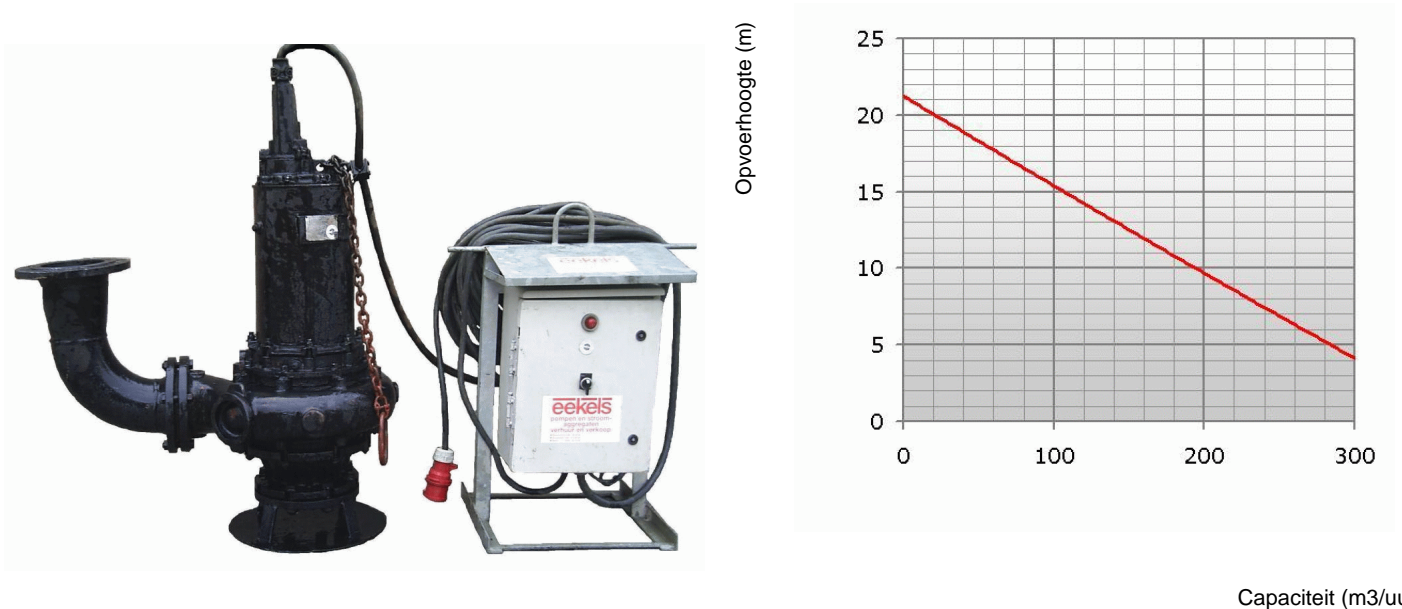 Opvoerhoogte (m)
25
20
15
10
5
0
0 100 200 300
Capaciteit (m3/uu
eekels
pompen en stroom-
aggregaten
verhuur en verkoop